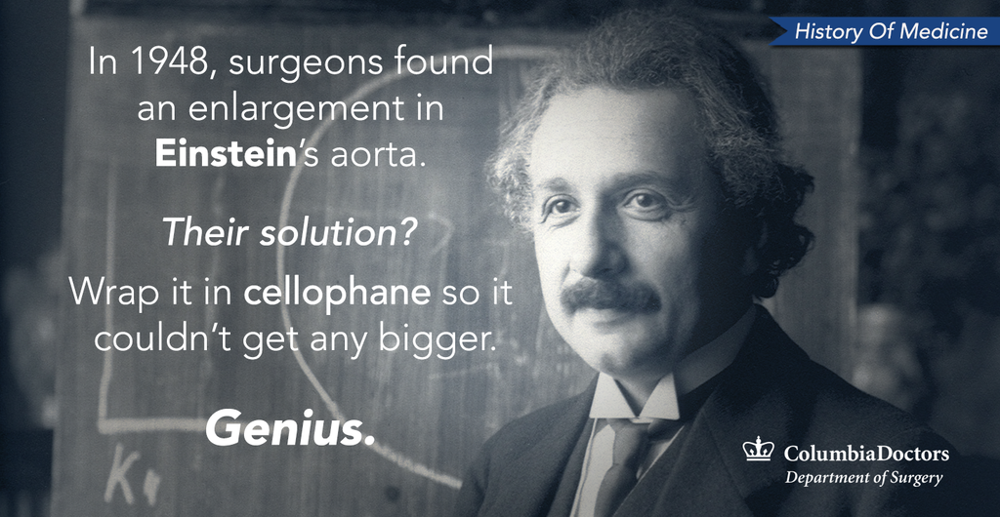 History Of Medicine
In 1948, surgeons found
an enlargement in
Einstein's aorta.
Their solution?
Wrap it in cellophane so it
couldn't get any bigger.
Genius.
K4
ColumbiaDoctors
Department of Surgery